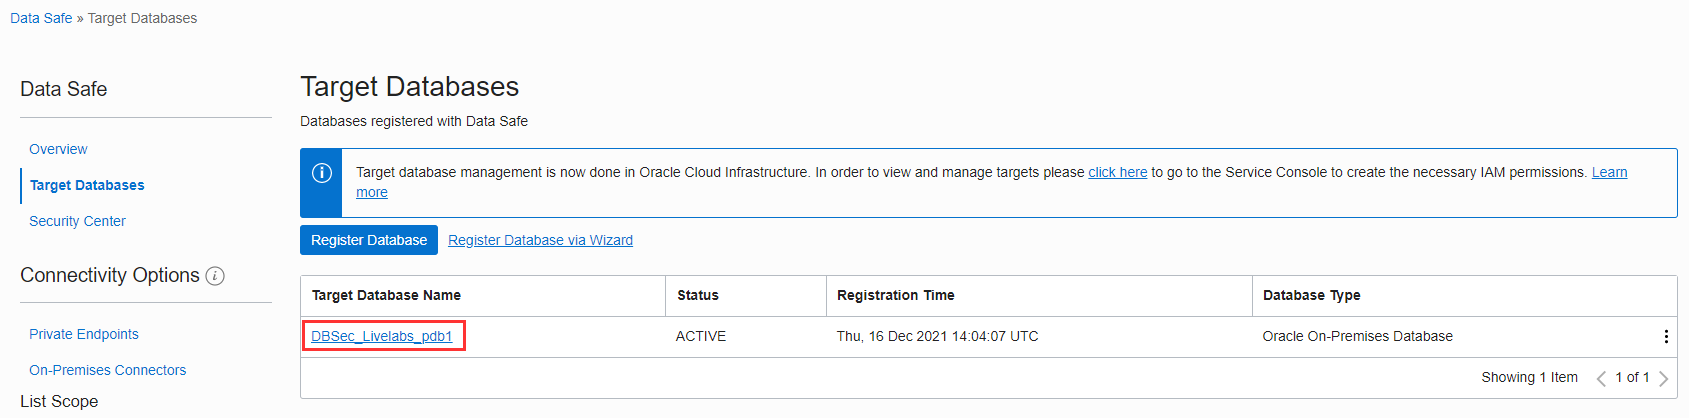 Data Safe » Target Databases
Data Safe
Overview
Target Databases
Security Center
Connectivity Options
Private Endpoints
On-Premises Connectors
List Scope
Target Databases
Databases registered with Data Safe
Target database management is now done in Oracle Cloud Infrastructure. In order to view and manage targets please click here to go to the Service Console to create the necessary IAM permissions. Learn
more
Register Database Register Database via Wizard
Target Database Name Status Registration Time Database Type
DBSec_Livelabs_pdb1 ACTIVE Thu, 16 Dec 2021 14:04:07 UTC Oracle On-Premises Database
Showing 1 Item 1 of 1